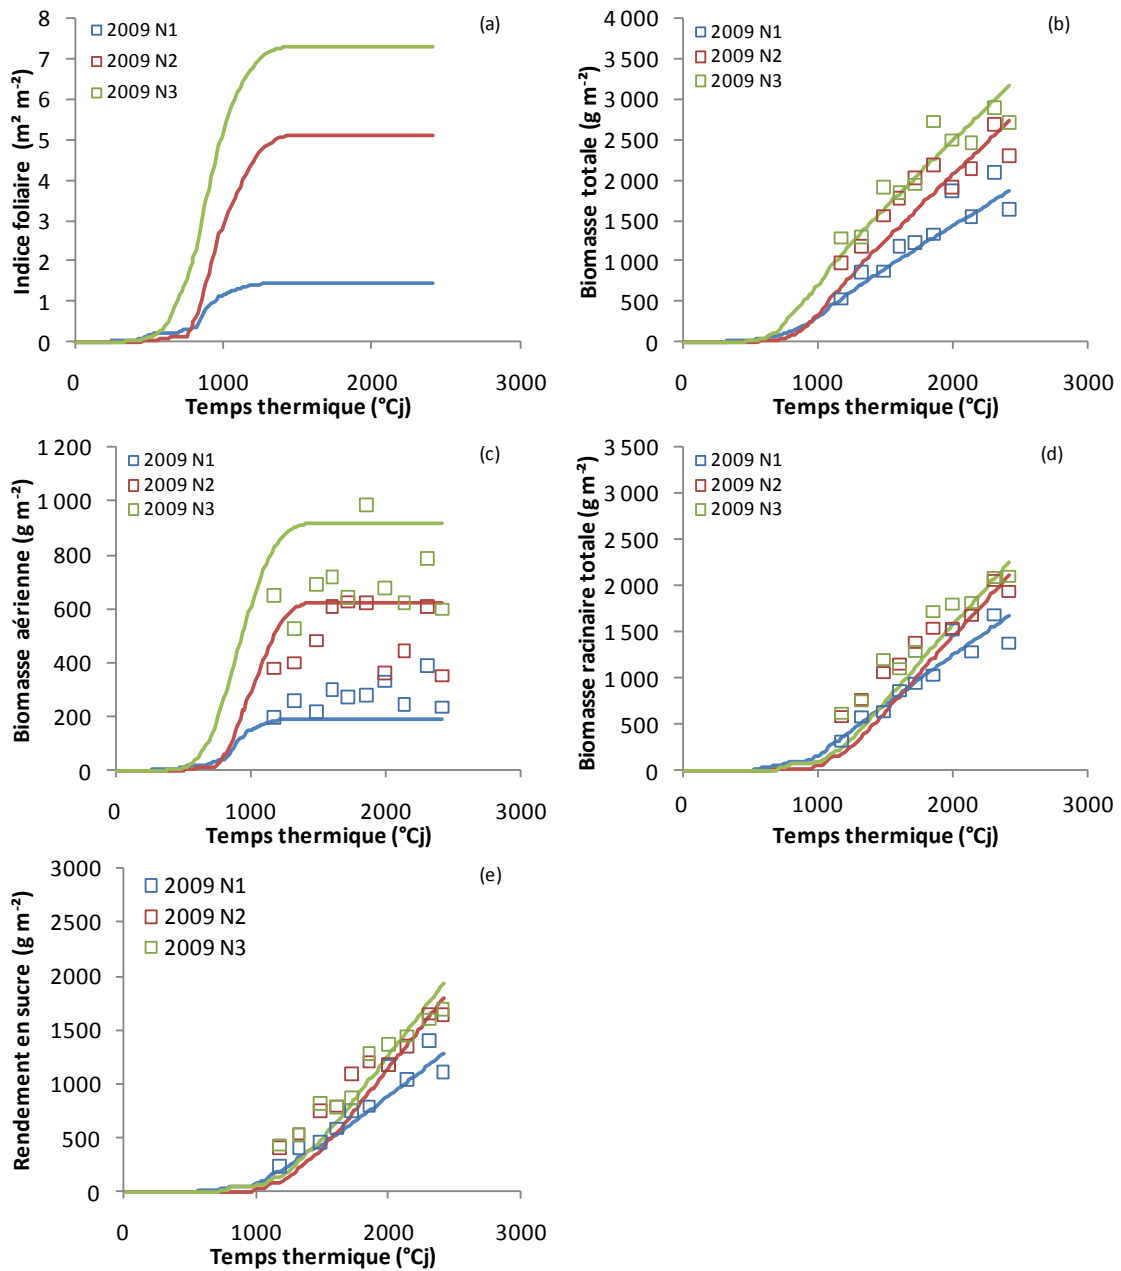 (a)
Indice foliaire (m² m⁻²)
8
7
6
5
4
3
2
1
0
2009 N1
2009 N2
2009 N3
0 1000 2000 3000
Temps thermique (°Cj)
(b)
Biomasse totale (g m⁻²)
4 000
3 500
3 000
2 500
2 000
1 500
1 000
500
0
2009 N1
2009 N2
2009 N3
0 1000 2000 3000
Temps thermique (°Cj)
(c)
Biomasse aérienne (g m⁻²)
1 200
1 000
800
600
400
200
0
2009 N1
2009 N2
2009 N3
0 1000 2000 3000
Temps thermique (°Cj)
(d)
Biomasse racinaire totale (g m⁻²)
3 500
3 000
2 500
2 000
1 500
1 000
500
0
2009 N1
2009 N2
2009 N3
0 1000 2000 3000
Temps thermique (°Cj)
(e)
Rendement en sucre (g m⁻²)
3000
2500
2000
1500
1000
500
0
2009 N1
2009 N2
2009 N3
0 1000 2000 3000
Temps thermique (°Cj)